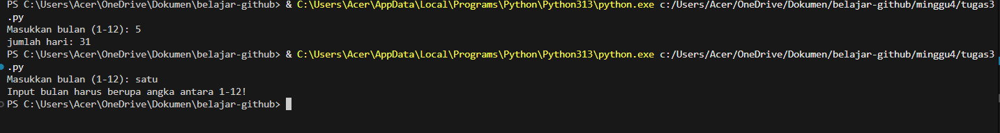 PS C:\Users\Acer\OneDrive\Dokumen\belajar-github> & C:\Users\Acer\AppData\Local\Programs\Python\Python313\python.exe c:/Users/Acer/OneDrive/Dokumen/belajar-github/minggu4/tugas3
.py
Masukkan bulan (1-12): 5
jumlah hari: 31
PS C:\Users\Acer\OneDrive\Dokumen\belajar-github> & C:\Users\Acer\AppData\Local\Programs\Python\Python313\python.exe c:/Users/Acer/OneDrive/Dokumen/belajar-github/minggu4/tugas3
.py
Masukkan bulan (1-12): satu
Input bulan harus berupa angka antara 1-12!
PS C:\Users\Acer\OneDrive\Dokumen\belajar-github>